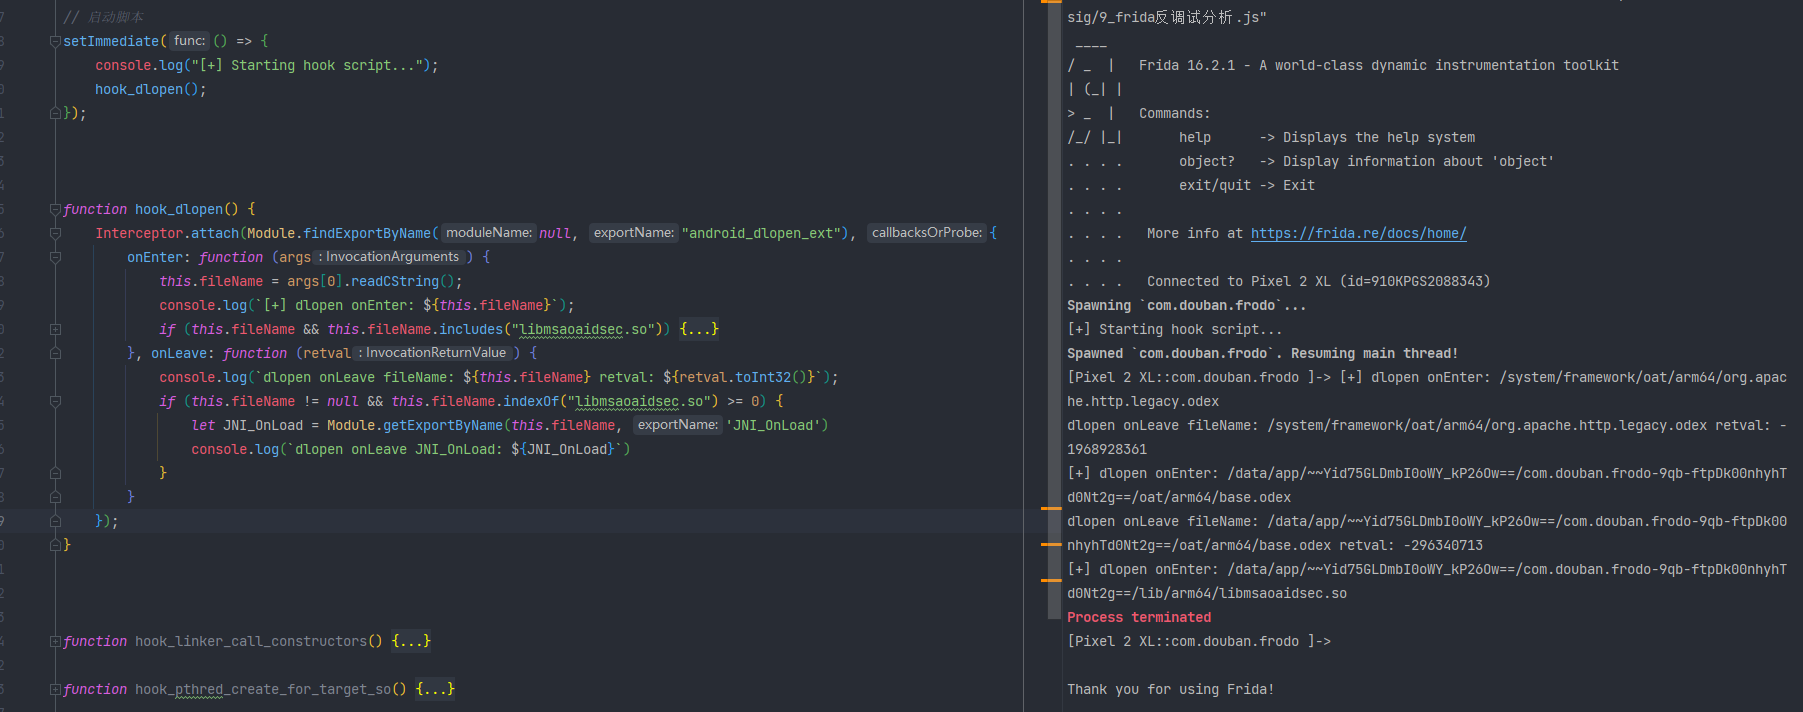 // 启动脚本
setImmediate( func: () => {
console.log("[+] Starting hook script...");
hook_dlopen();
});
function hook_dlopen() {
Interceptor.attach(Module.findExportByName( moduleName: null, exportName: "android_dlopen_ext"), callbacksOrProbe: {
onEnter: function (args : InvocationArguments ) {
this.fileName = args[0].readCString();
console.log(`[+] dlopen onEnter: ${this.fileName}`);
if (this.fileName && this.fileName.includes("libmsaoaidsec.so")) {...}
}, onLeave: function (retval : InvocationReturnValue ) {
console.log(`dlopen onLeave fileName: ${this.fileName} retval: ${retval.toInt32()}`);
if (this.fileName != null && this.fileName.indexOf("libmsaoaidsec.so") >= 0) {
let JNI_OnLoad = Module.getExportByName(this.fileName, exportName: 'JNI_OnLoad')
console.log(`dlopen onLeave JNI_OnLoad: ${JNI_OnLoad}`)
}
}
});
}
function hook_linker_call_constructors() {...}
function hook_pthred_create_for_target_so() {...}
sig/9_frida反调试分析.js"
____
/ _ | Frida 16.2.1 - A world-class dynamic instrumentation toolkit
| (_| |
> _ | Commands:
/_/ |_| help -> Displays the help system
. . . . object? -> Display information about 'object'
. . . . exit/quit -> Exit
. . . .
. . . . More info at https://frida.re/docs/home/
. . . .
. . . . Connected to Pixel 2 XL (id=910KPGS2088343)
Spawning `com.douban.frodo`...
[+] Starting hook script...
Spawned `com.douban.frodo`. Resuming main thread!
[Pixel 2 XL::com.douban.frodo ]-> [+] dlopen onEnter: /system/framework/oat/arm64/org.apac
he.http.legacy.odex
dlopen onLeave fileName: /system/framework/oat/arm64/org.apache.http.legacy.odex retval: -
1968928361
[+] dlopen onEnter: /data/app/~~Yid75GLDmbI0oWY_kP26Ow==/com.douban.frodo-9qb-ftpDk00nhyhT
d0Nt2g==/oat/arm64/base.odex
dlopen onLeave fileName: /data/app/~~Yid75GLDmbI0oWY_kP26Ow==/com.douban.frodo-9qb-ftpDk00
nhyhTd0Nt2g==/oat/arm64/base.odex retval: -296340713
[+] dlopen onEnter: /data/app/~~Yid75GLDmbI0oWY_kP26Ow==/com.douban.frodo-9qb-ftpDk00nhyhT
d0Nt2g==/lib/arm64/libmsaoaidsec.so
Process terminated
[Pixel 2 XL::com.douban.frodo ]->
Thank you for using Frida!